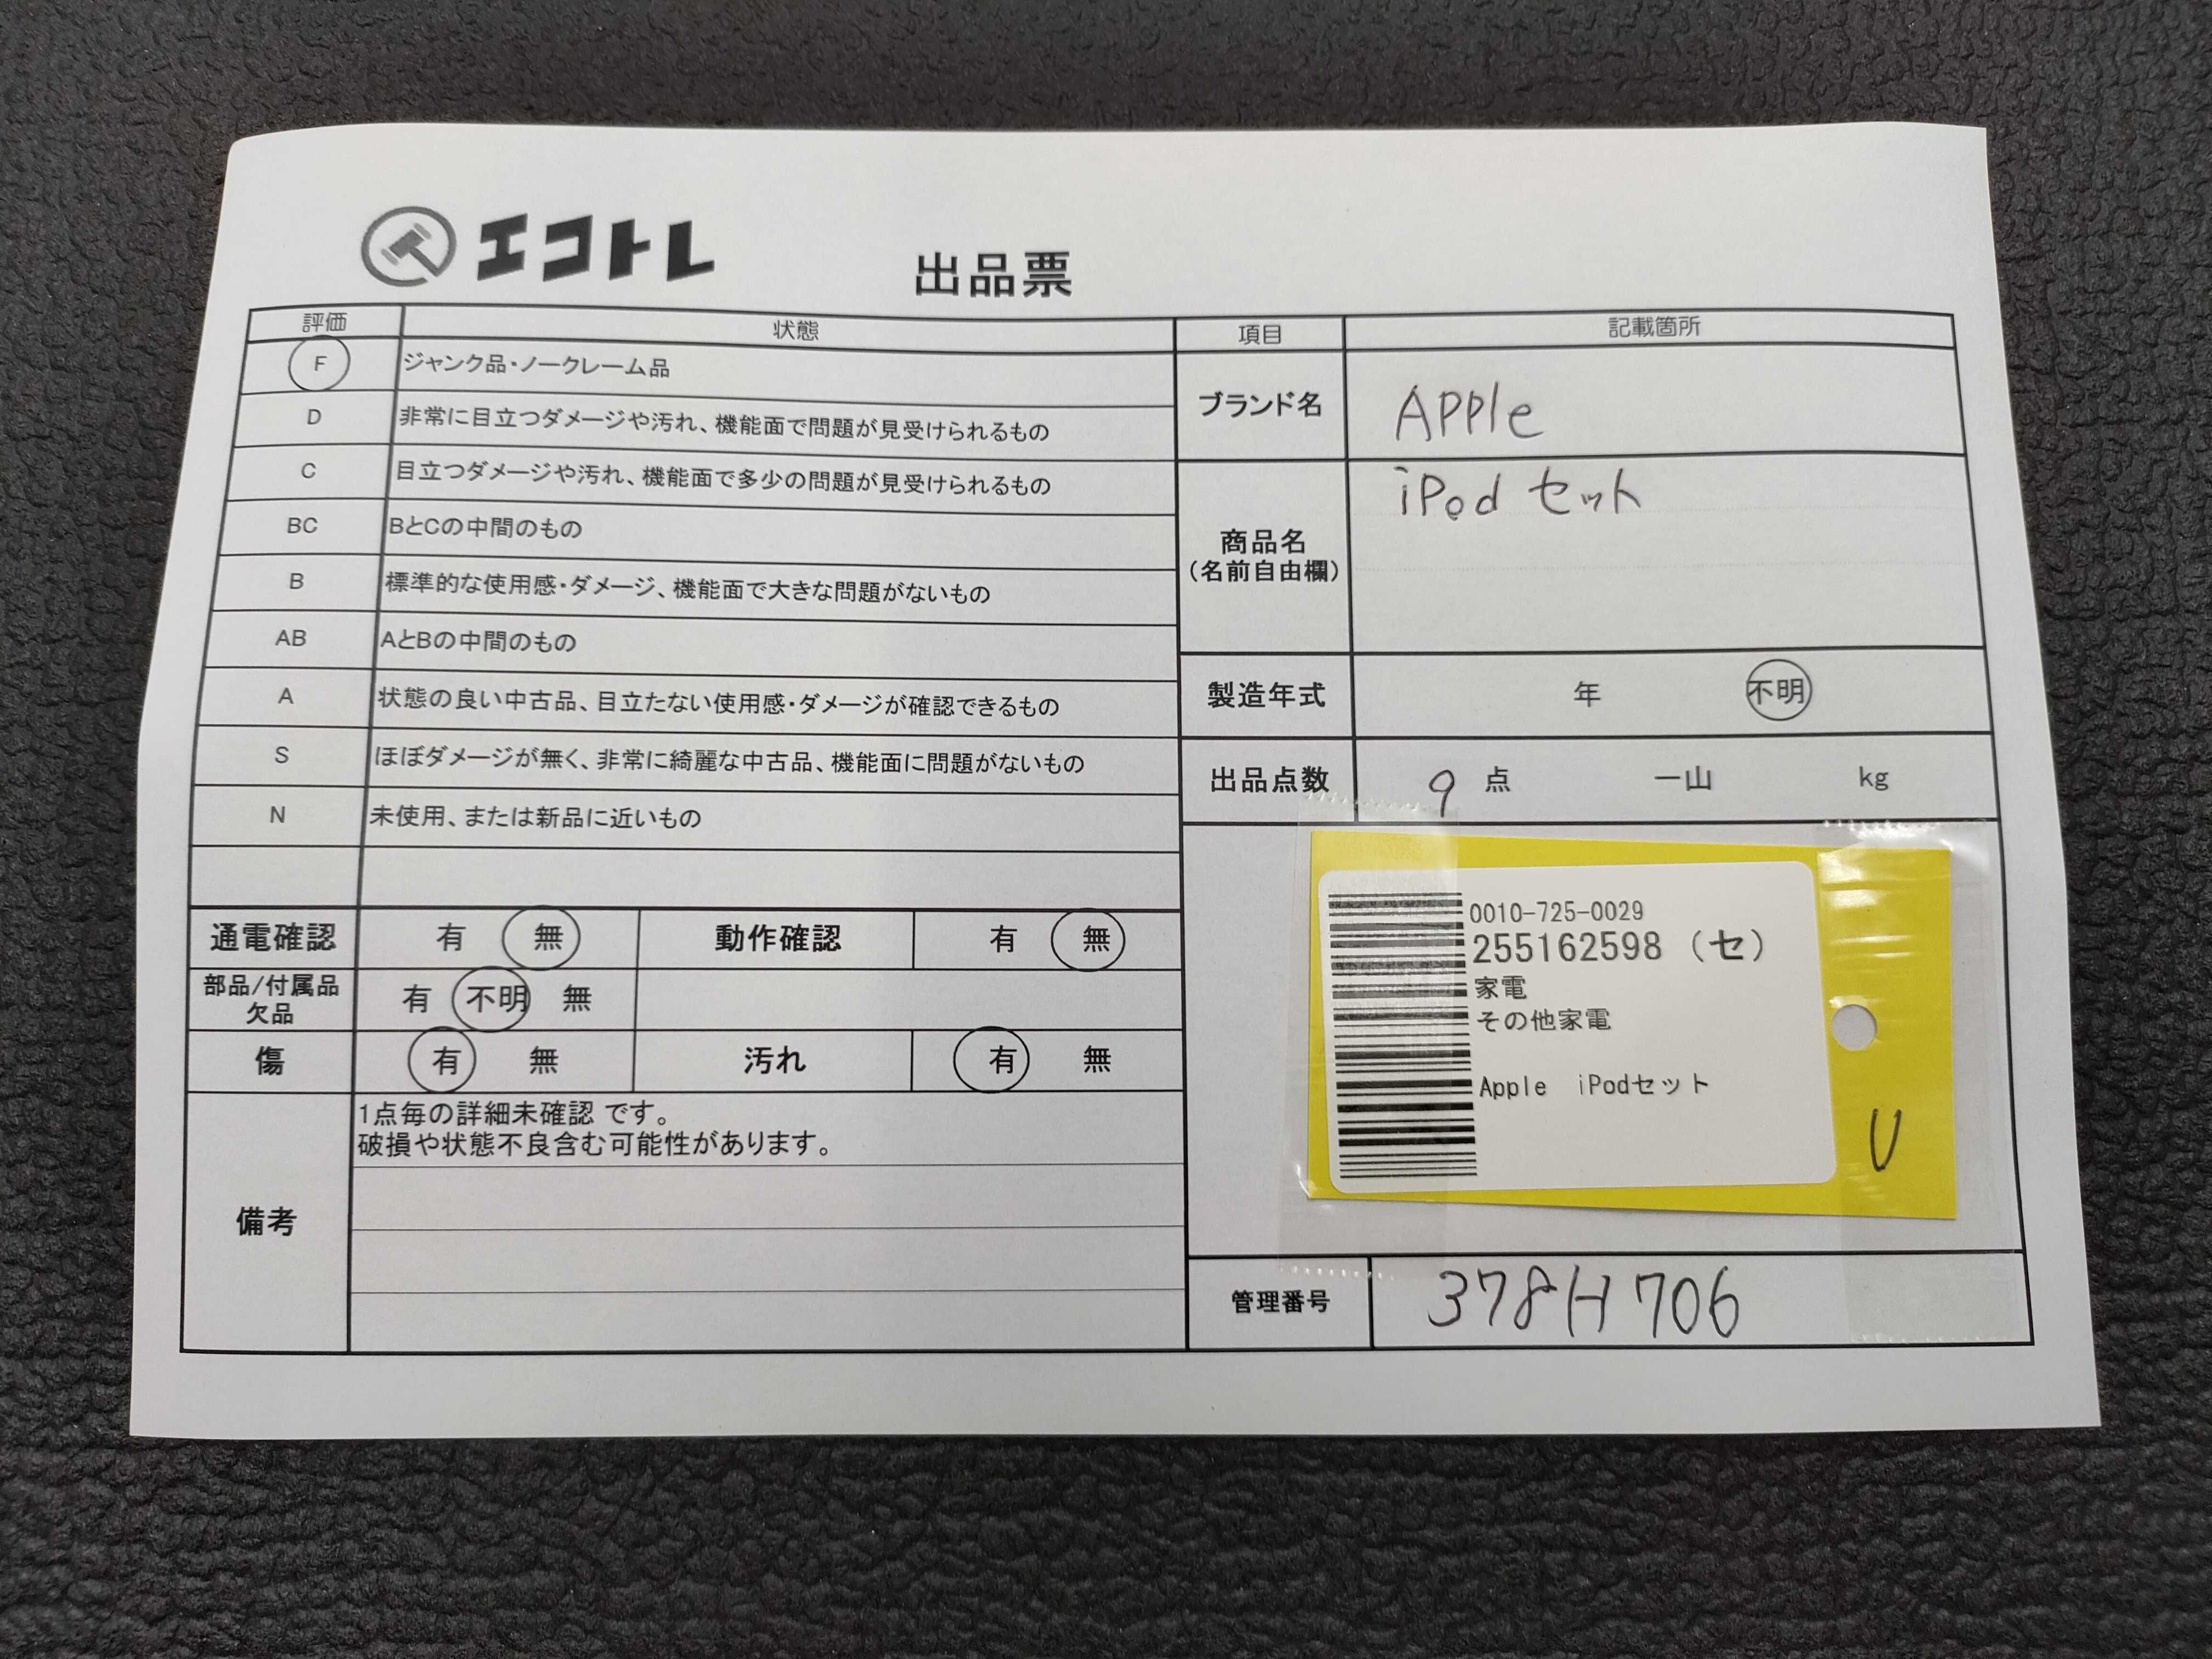 エコトレ
出品票
評価 状態
F ジャンク品・ノークレーム品
D 非常に目立つダメージや汚れ、機能面で問題が見受けられるもの
C 目立つダメージや汚れ、機能面で多少の問題が見受けられるもの
BC BとCの中間のもの
B 標準的な使用感・ダメージ、機能面で大きな問題がないもの
AB AとBの中間のもの
A 状態の良い中古品、目立たない使用感・ダメージが確認できるもの
S ほぼダメージが無く、非常に綺麗な中古品、機能面に問題がないもの
N 未使用、または新品に近いもの
通電確認 有 無 動作確認 有 無
部品/付属品
欠品
有 不明 無
傷 有 無 汚れ 有 無
備考
1点毎の詳細未確認 です。
破損や状態不良含む可能性があります。
項目 記載箇所
ブランド名 Apple
商品名
(名前自由欄)
iPod セット
製造年式 年 不明
出品点数 9 点 一山 kg
0010-725-0029
255162598 (セ)
家電
その他家電
Apple iPodセット
U
管理番号 378H706